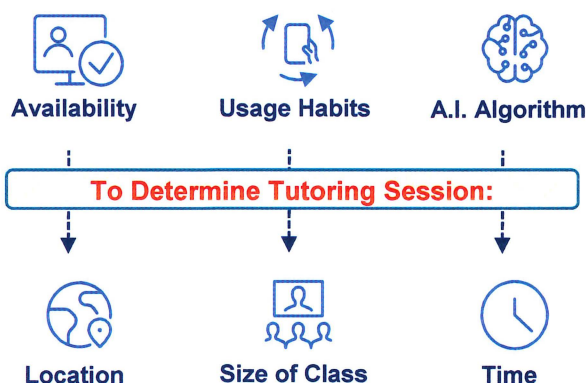 Availability
Usage Habits
A.I. Algorithm
To Determine Tutoring Session:
Location
Size of Class
Time